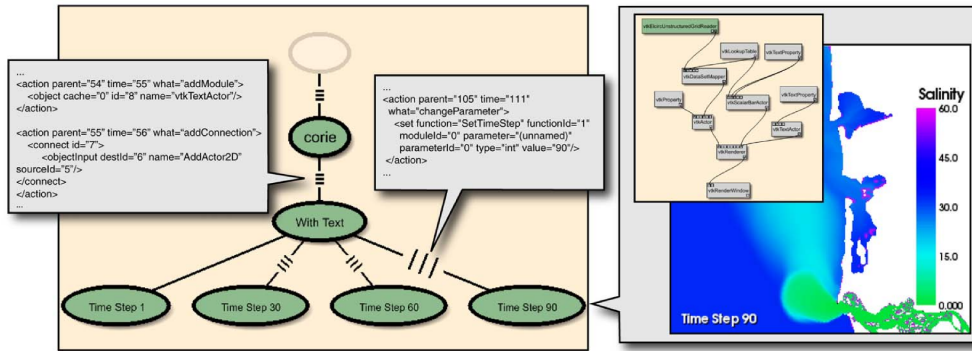 ...
<action parent="54" time="55" what="addModule">
<object cache="0" id="8" name="vtkTextActor"/>
</action>
<action parent="55" time="56" what="addConnection">
<connect id="7">
<objectInput destId="6" name="AddActor2D"
sourceId="5"/>
</connect>
</action>
...
corie
With Text
Time Step 1
Time Step 30
Time Step 60
Time Step 90
...
<action parent="105" time="111"
what="changeParameter">
<set function="SetTimeStep" functionId="1"
moduleId="0" parameter="(unnamed)"
parameterId="0" type="int" value="90"/>
</action>
...
vtkLookupTable
vtkTextProperty
vtkDataSetMapper
vtkProperty
vtkScalarBarActor
vtkTextProperty
vtkActor
vtkTextActor
vtkRenderer
vtkRenderWindow
Salinity
60.0
45.0
30.0
15.0
0.000
Time Step 90